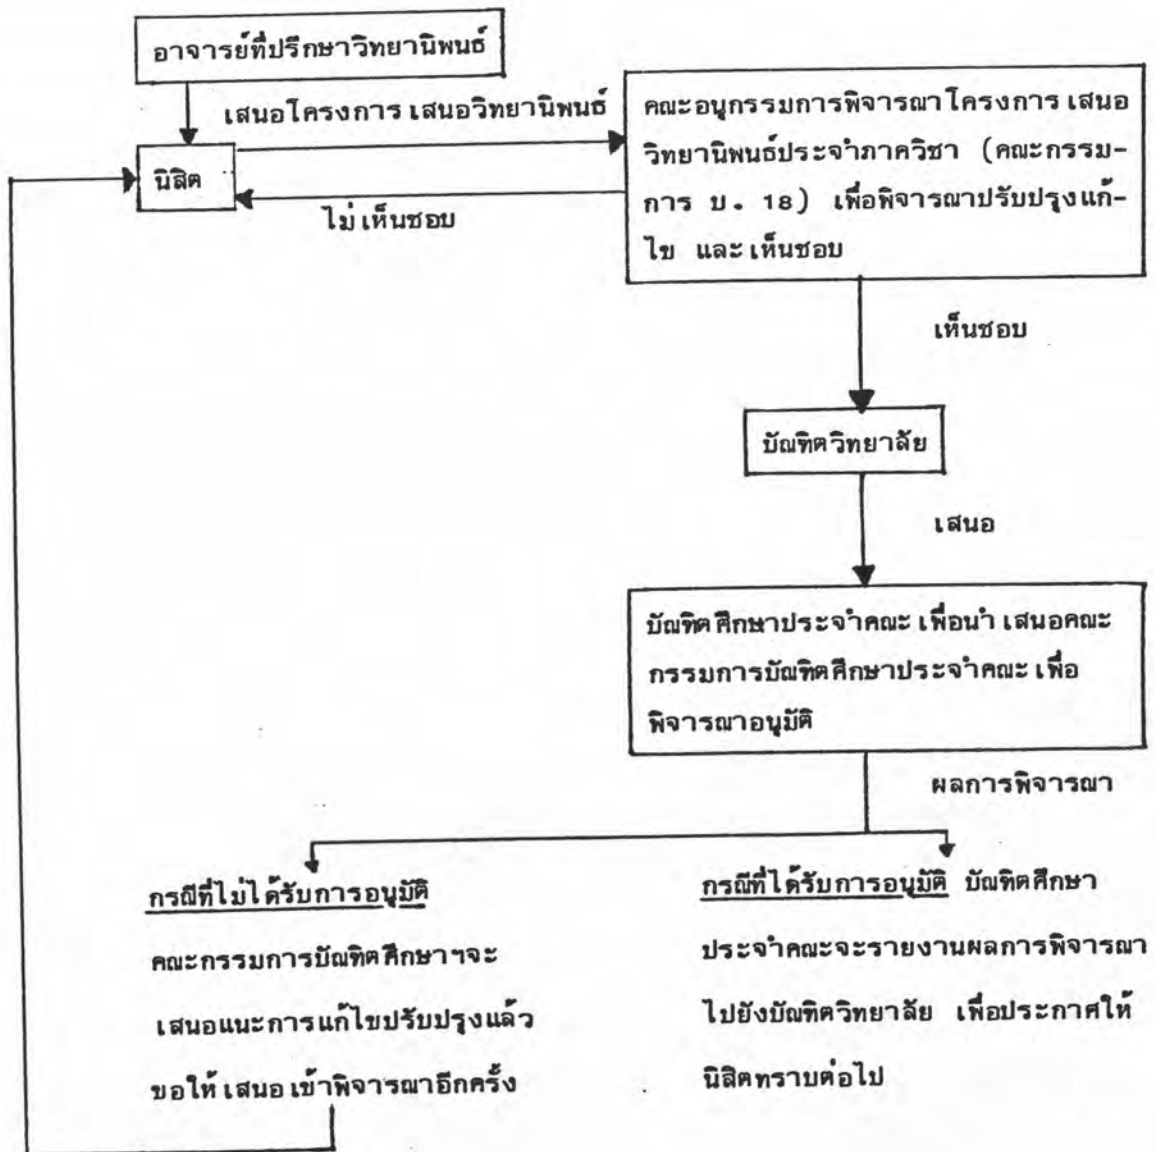 อาจารย์ที่ปรึกษาวิทยานิพนธ์
เสนอโครงการเสนอวิทยานิพนธ์
นิสิต
ไม่เห็นชอบ
คณะอนุกรรมการพิจารณาโครงการเสนอ
วิทยานิพนธ์ประจำภาควิชา (คณะกรรม-
การ บ. 18) เพื่อพิจารณาปรับปรุงแก้-
ไข และเห็นชอบ
เห็นชอบ
บัณฑิตวิทยาลัย
เสนอ
บัณฑิตศึกษาประจำคณะเพื่อนำเสนอคณะ
กรรมการบัณฑิตศึกษาประจำคณะเพื่อ
พิจารณาอนุมัติ
ผลการพิจารณา
กรณีที่ไม่ได้รับการอนุมัติ
คณะกรรมการบัณฑิตศึกษาฯจะ
เสนอแนะการแก้ไขปรับปรุงแล้ว
ขอให้เสนอเข้าพิจารณาอีกครั้ง
กรณีที่ได้รับการอนุมัติ บัณฑิตศึกษา
ประจำคณะจะรายงานผลการพิจารณา
ไปยังบัณฑิตวิทยาลัย เพื่อประกาศให้
นิสิตทราบต่อไป